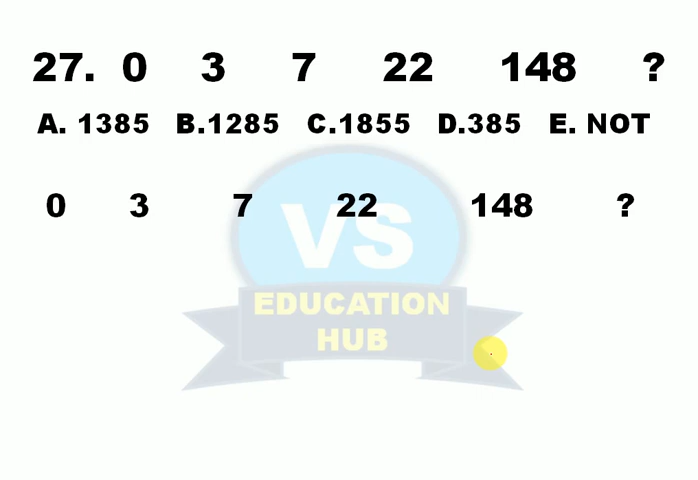 27. 0 3 7 22 148 ?
A. 1385 B.1285 C.1855 D.385 E. NOT
0 3 7 22 148 ?
VS
EDUCATION
HUB